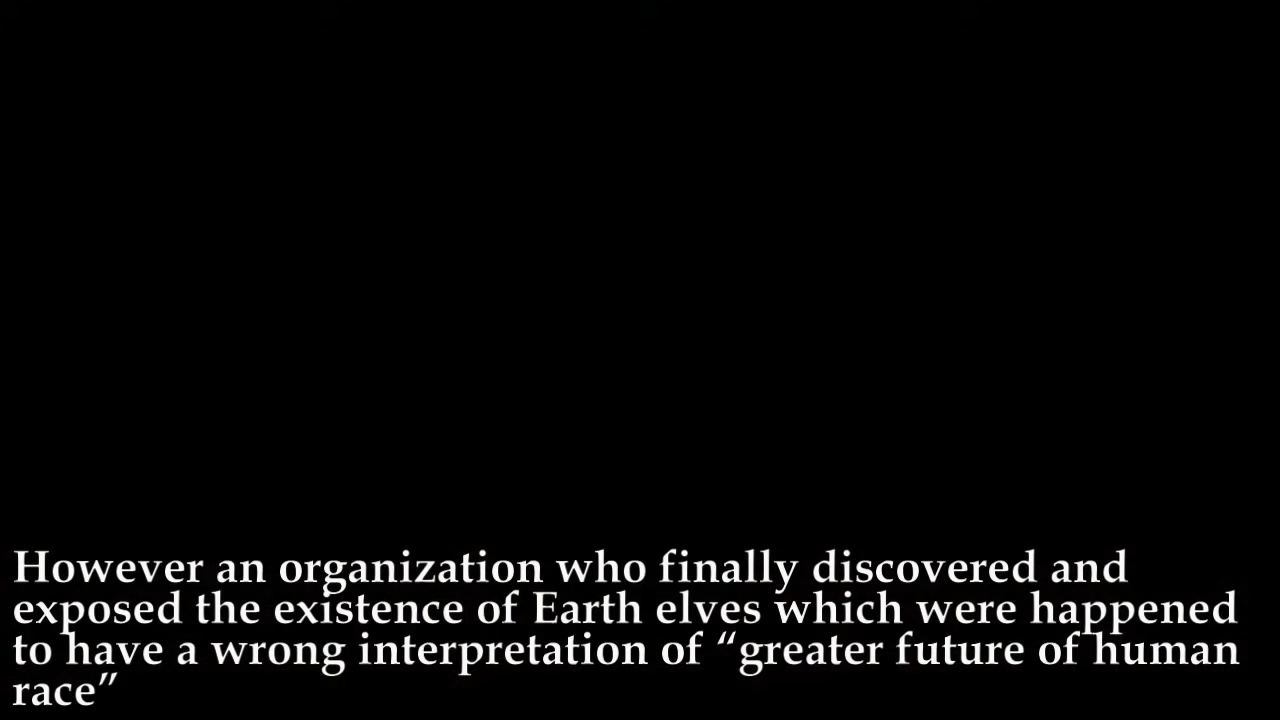 However an organization who finally discovered and
exposed the existence of Earth elves which were happened
to have a wrong interpretation of “greater future of human
race”